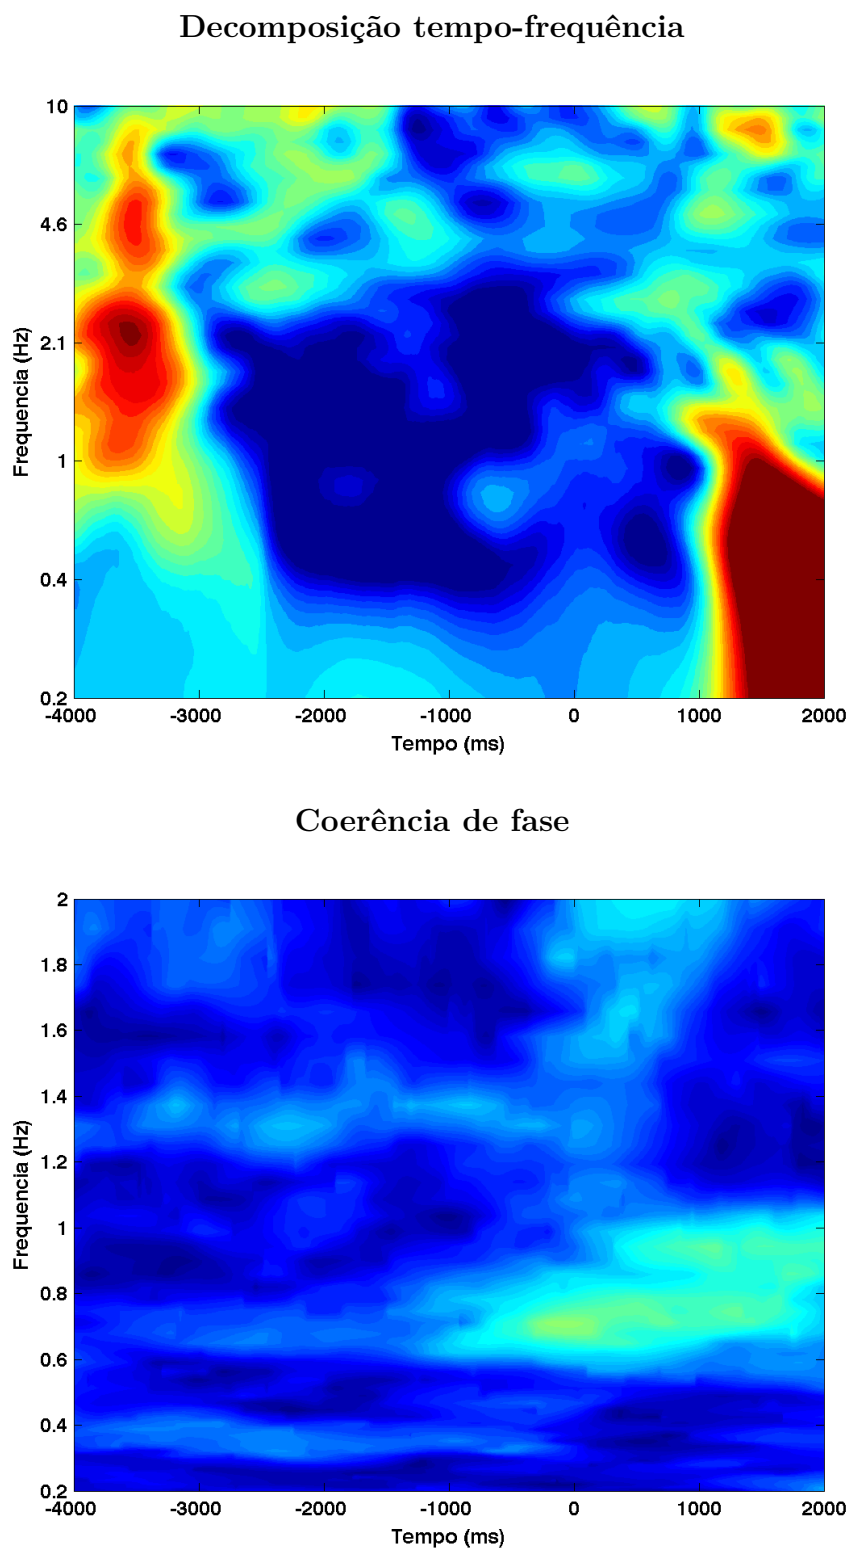 Decomposição tempo-frequência
10
4.6
2.1
1
0.4
0.2
Frequencia (Hz)
-4000 -3000 -2000 -1000 0 1000 2000
Tempo (ms)
Coerência de fase
2
1.8
1.6
1.4
1.2
1
0.8
0.6
0.4
0.2
Frequencia (Hz)
-4000 -3000 -2000 -1000 0 1000 2000
Tempo (ms)